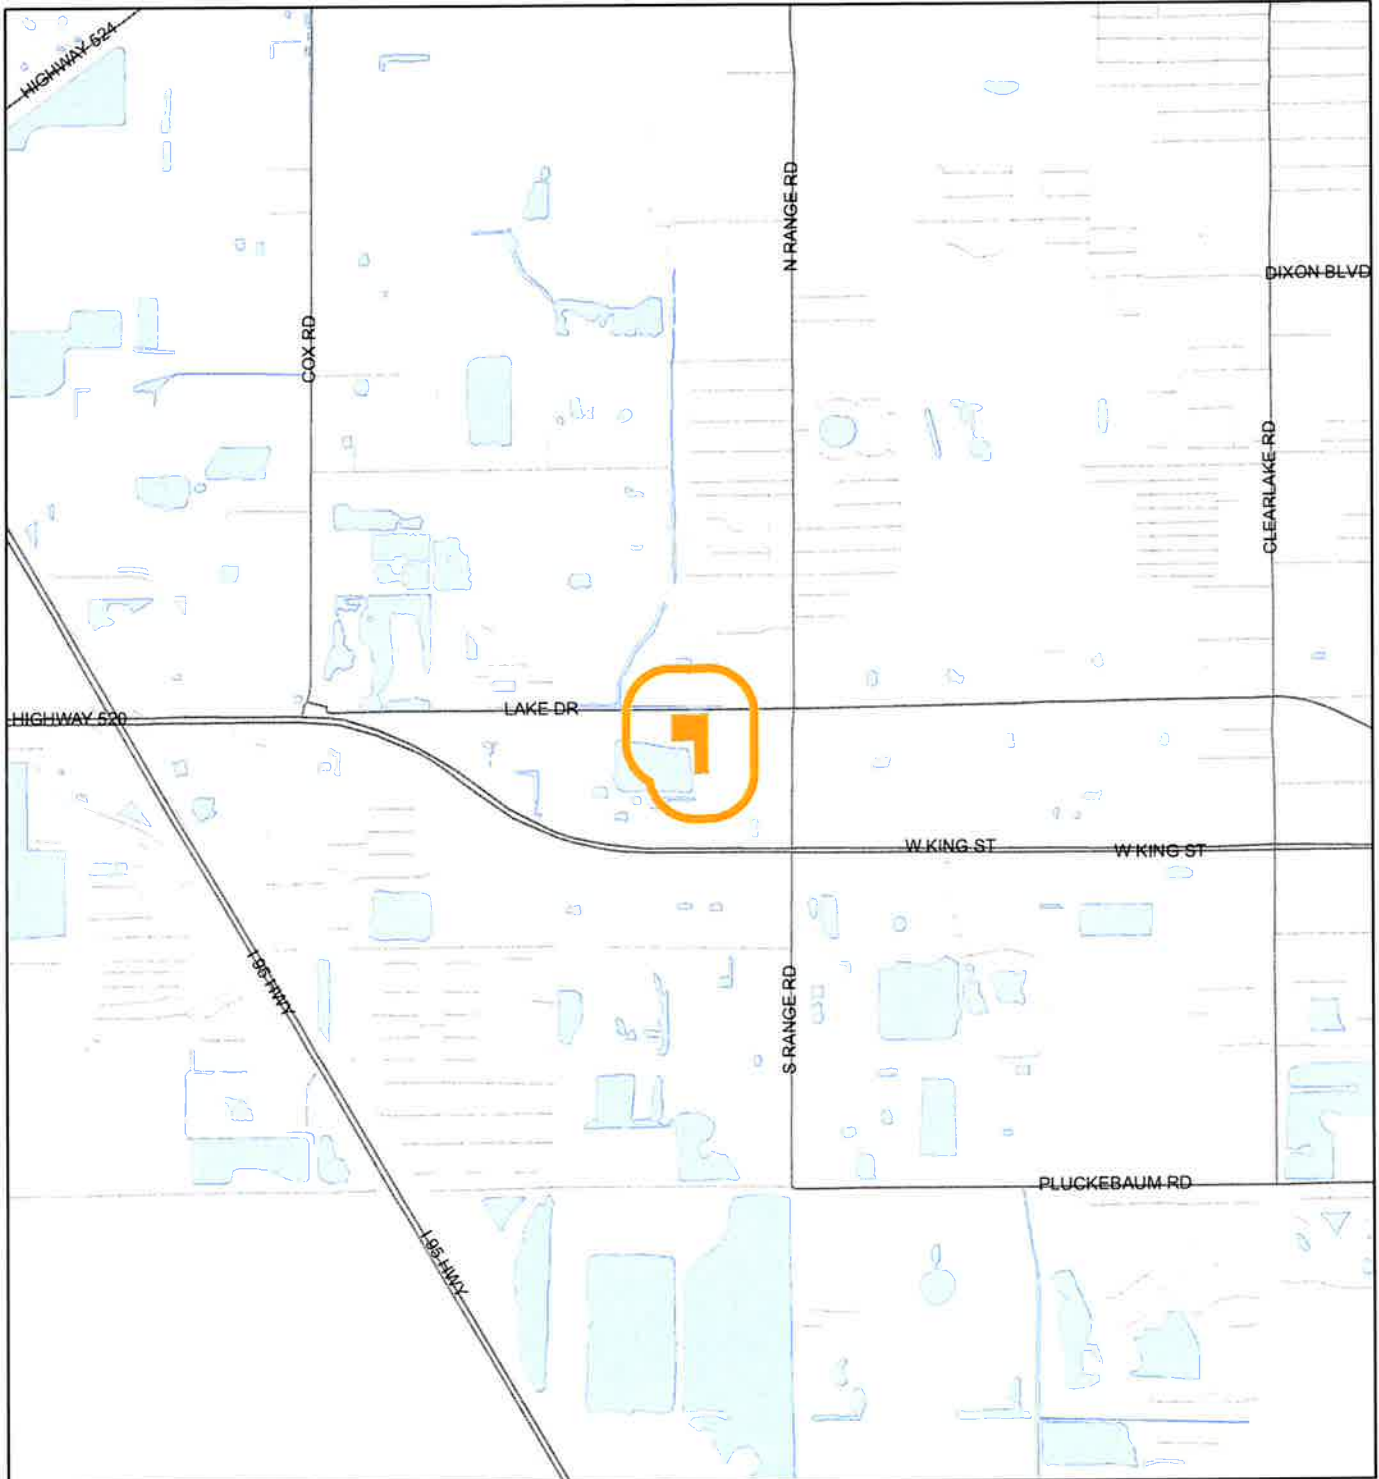 HIGHWAY 524
N RANGE RD
DIXON BLVD
COX RD
CLEARLAKE RD
LAKE DR
HIGHWAY 520
W KING ST
W KING ST
I 95 HWY
S RANGE RD
PLUCKEBAUM RD
I 95 HWY